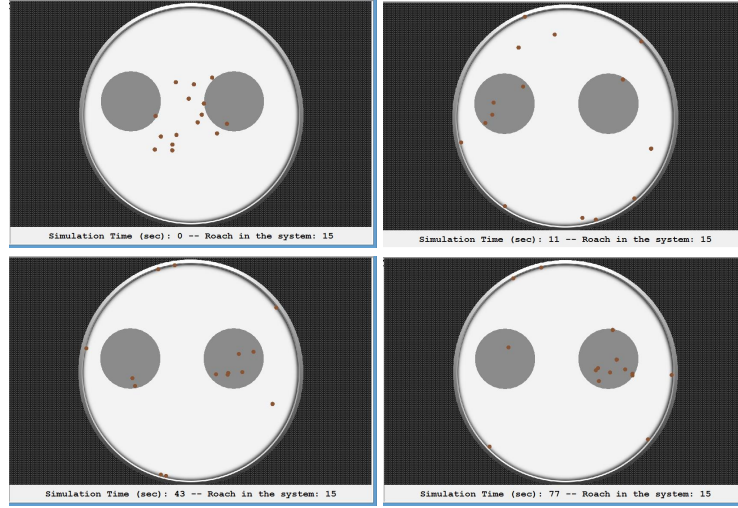 Simulation Time (sec): 0 -- Roach in the system: 15
Simulation Time (sec): 11 -- Roach in the system: 15
Simulation Time (sec): 43 -- Roach in the system: 15
Simulation Time (sec): 77 -- Roach in the system: 15